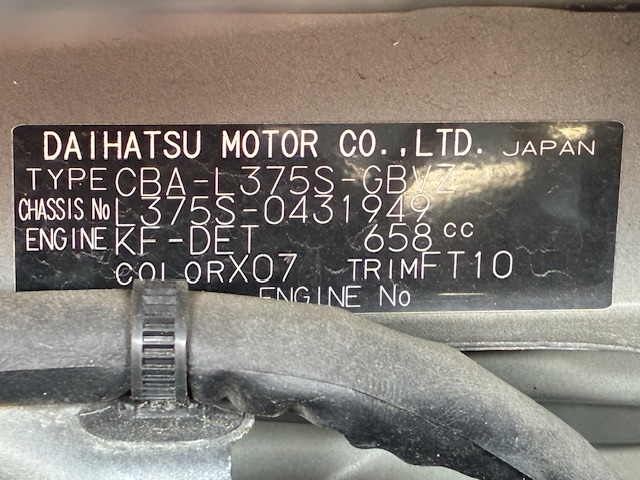 DAIHATSU MOTOR CO.,LTD. JAPAN
TYPE CBA-L375S-GBVZ
CHASSIS No L375S-0431949
ENGINE KF-DET 658 cc
COLOR X07 TRIM FT10
ENGINE No